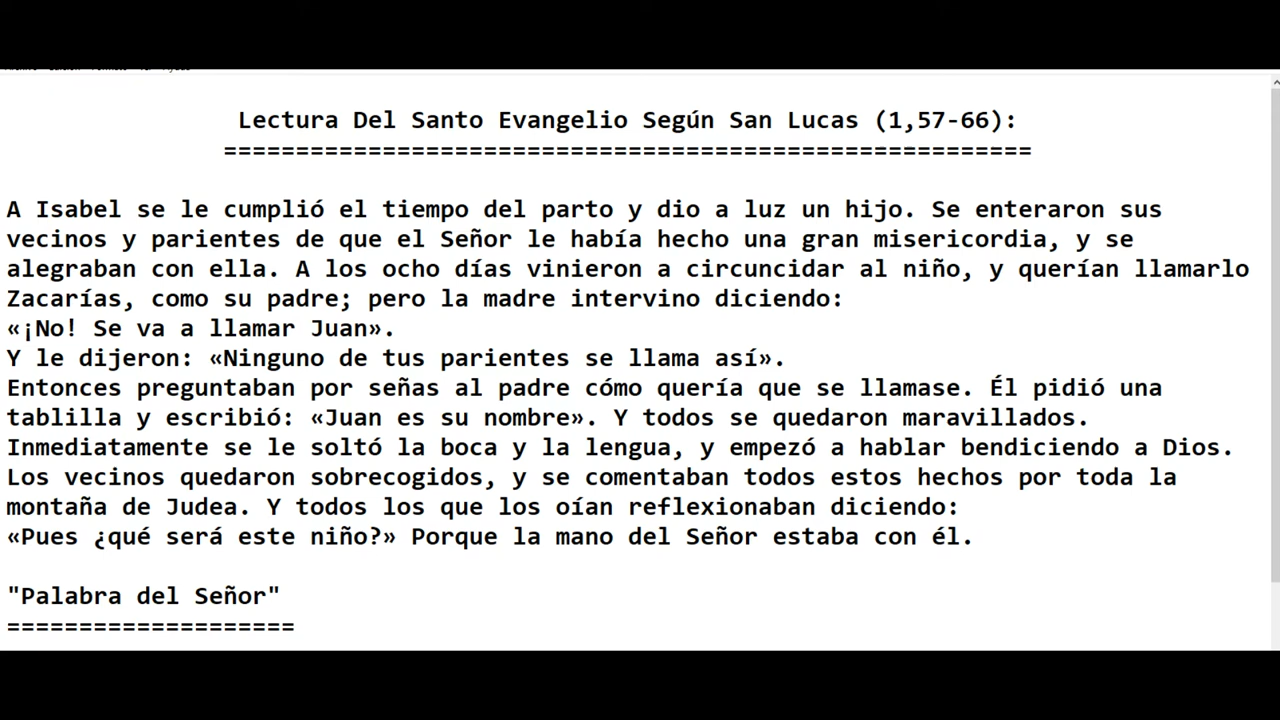 Lectura Del Santo Evangelio Según San Lucas (1,57-66):
========================================================
A Isabel se le cumplió el tiempo del parto y dio a luz un hijo. Se enteraron sus
vecinos y parientes de que el Señor le había hecho una gran misericordia, y se
alegraban con ella. A los ocho días vinieron a circuncidar al niño, y querían llamarlo
Zacarías, como su padre; pero la madre intervino diciendo:
«¡No! Se va a llamar Juan».
Y le dijeron: «Ninguno de tus parientes se llama así».
Entonces preguntaban por señas al padre cómo quería que se llamase. Él pidió una
tablilla y escribió: «Juan es su nombre». Y todos se quedaron maravillados.
Inmediatamente se le soltó la boca y la lengua, y empezó a hablar bendiciendo a Dios.
Los vecinos quedaron sobrecogidos, y se comentaban todos estos hechos por toda la
montaña de Judea. Y todos los que los oían reflexionaban diciendo:
«Pues ¿qué será este niño?» Porque la mano del Señor estaba con él.
"Palabra del Señor"
====================